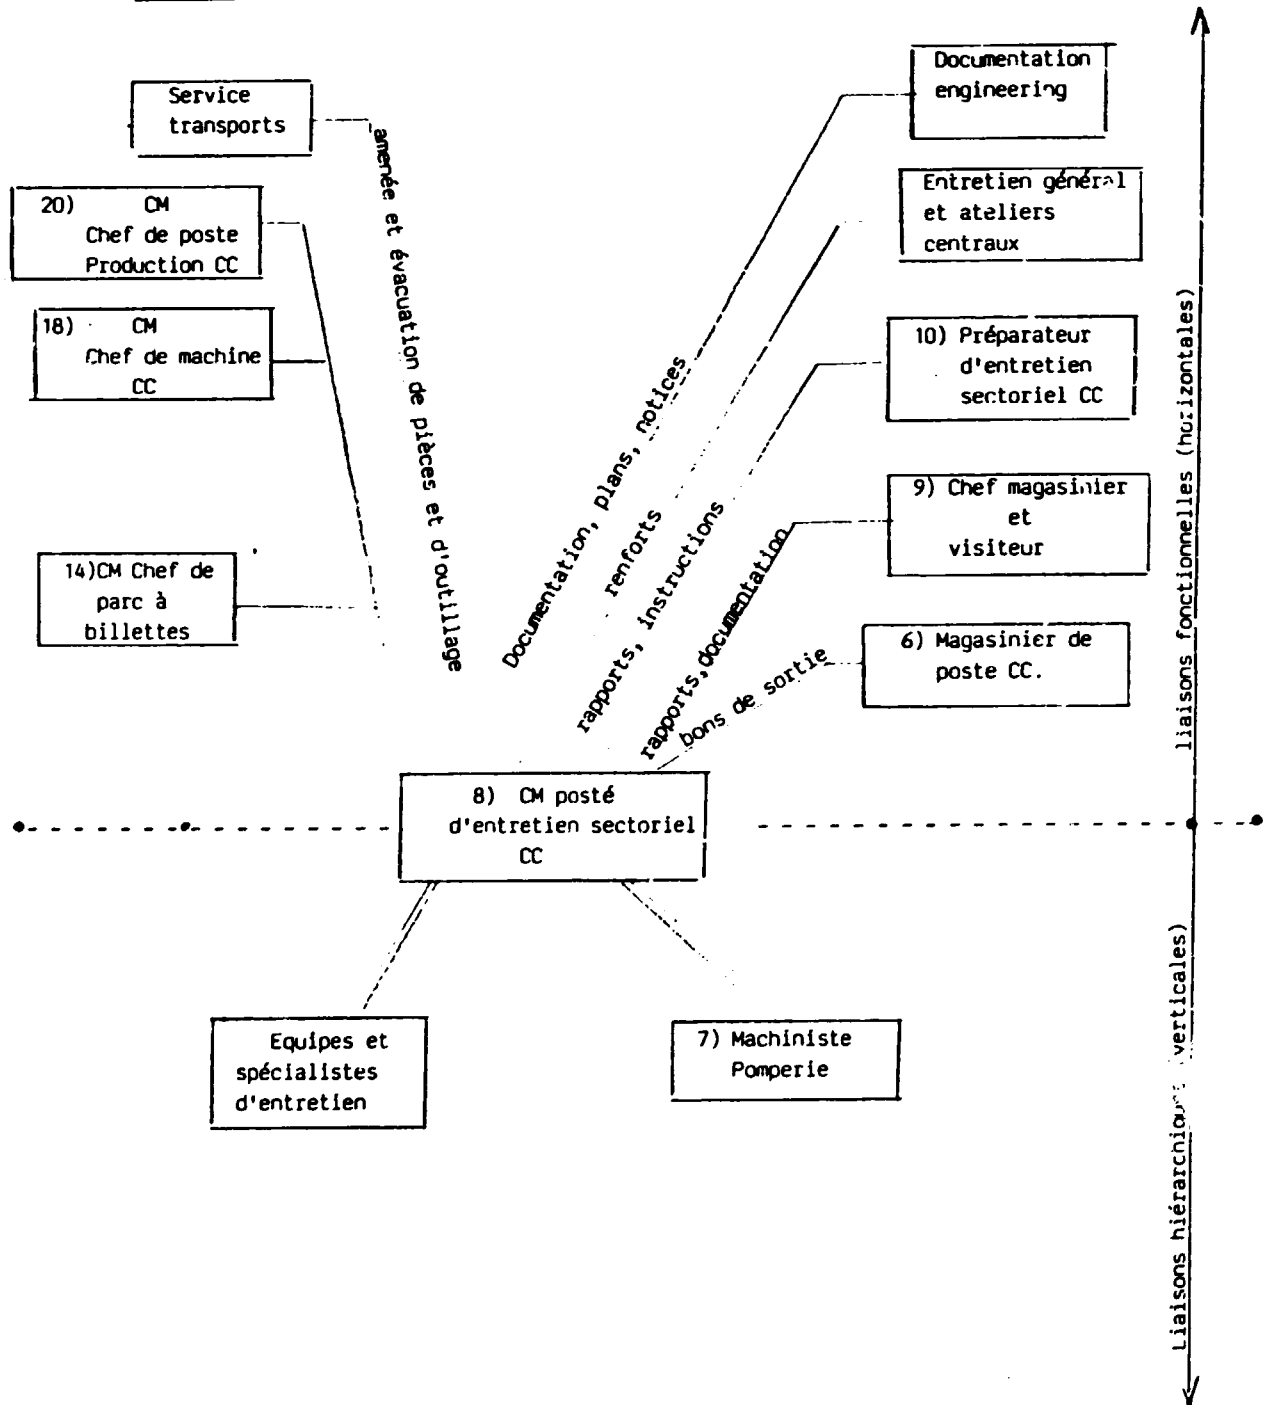 Service
transports
20) CM
Chef de poste
Production CC
18) CM
Chef de machine
CC
14)CM Chef de
parc à
billettes
amenée et évacuation de pièces et d'outillage
Documentation
engineering
Entretien général
et ateliers
centraux
10) Préparateur
d'entretien
sectoriel CC
9) Chef magasinier
et
visiteur
6) Magasinier de
poste CC.
Documentation, plans, notices
renforts
rapports, instructions
rapports, documentation
bons de sortie
8) CM posté
d'entretien sectoriel
CC
Equipes et
spécialistes
d'entretien
7) Machiniste
Pomperie
liaisons fonctionnelles (horizontales)
Liaisons hiérarchiques (verticales)